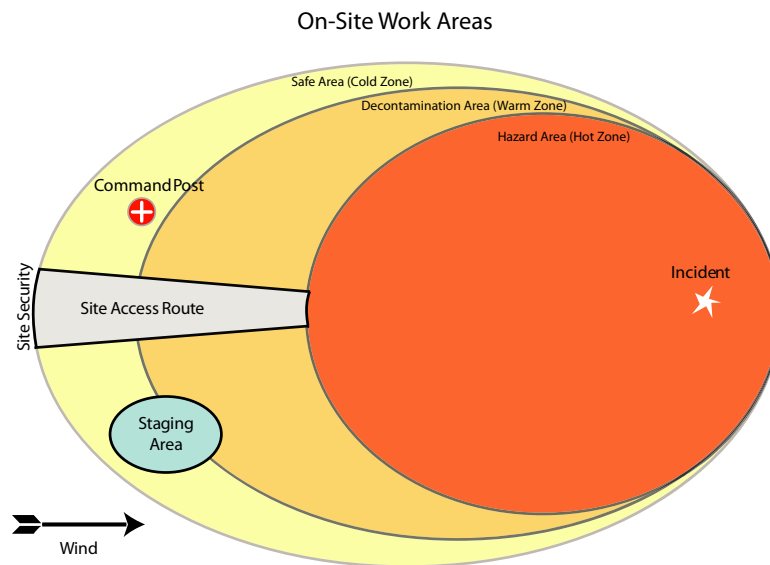 On-Site Work Areas
Safe Area (Cold Zone)
Decontamination Area (Warm Zone)
Hazard Area (Hot Zone)
Command Post
Incident
Site Security
Site Access Route
Staging
Area
Wind